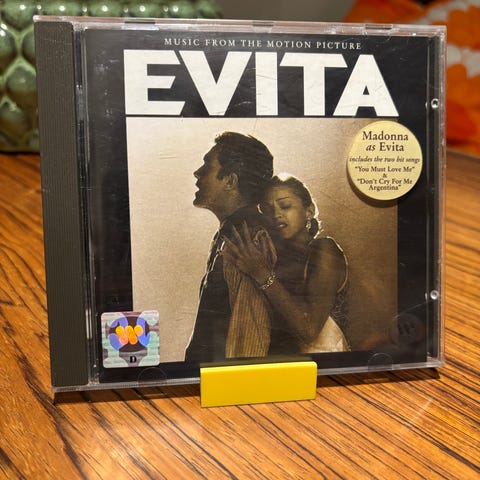 MUSIC FROM THE MOTION PICTURE
EVITA
Madonna
as Evita
includes the two hit songs
"You Must Love Me"
&
"Don't Cry For Me
Argentina"
D